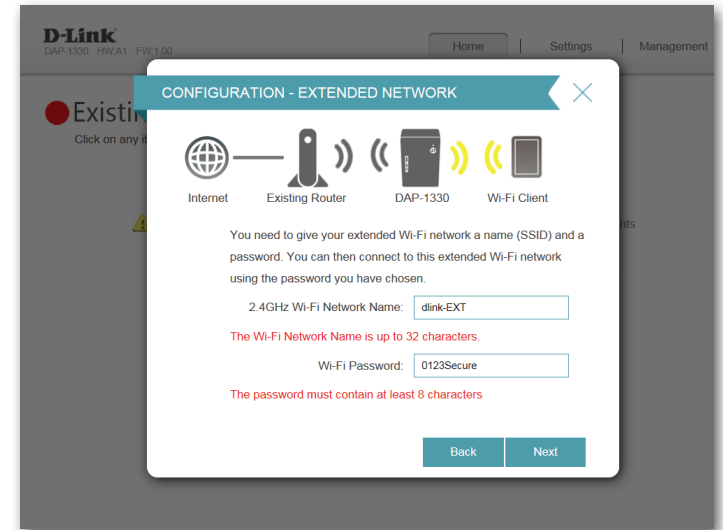 D-Link
DAP-1330 HW:A1 FW:1.00
Home | Settings | Management
CONFIGURATION - EXTENDED NETWORK
Existin
Click on any it
Internet Existing Router DAP-1330 Wi-Fi Client
nts
You need to give your extended Wi-Fi network a name (SSID) and a
password. You can then connect to this extended Wi-Fi network
using the password you have chosen.
2.4GHz Wi-Fi Network Name: dlink-EXT
The Wi-Fi Network Name is up to 32 characters.
Wi-Fi Password: 0123Secure
The password must contain at least 8 characters
Back Next